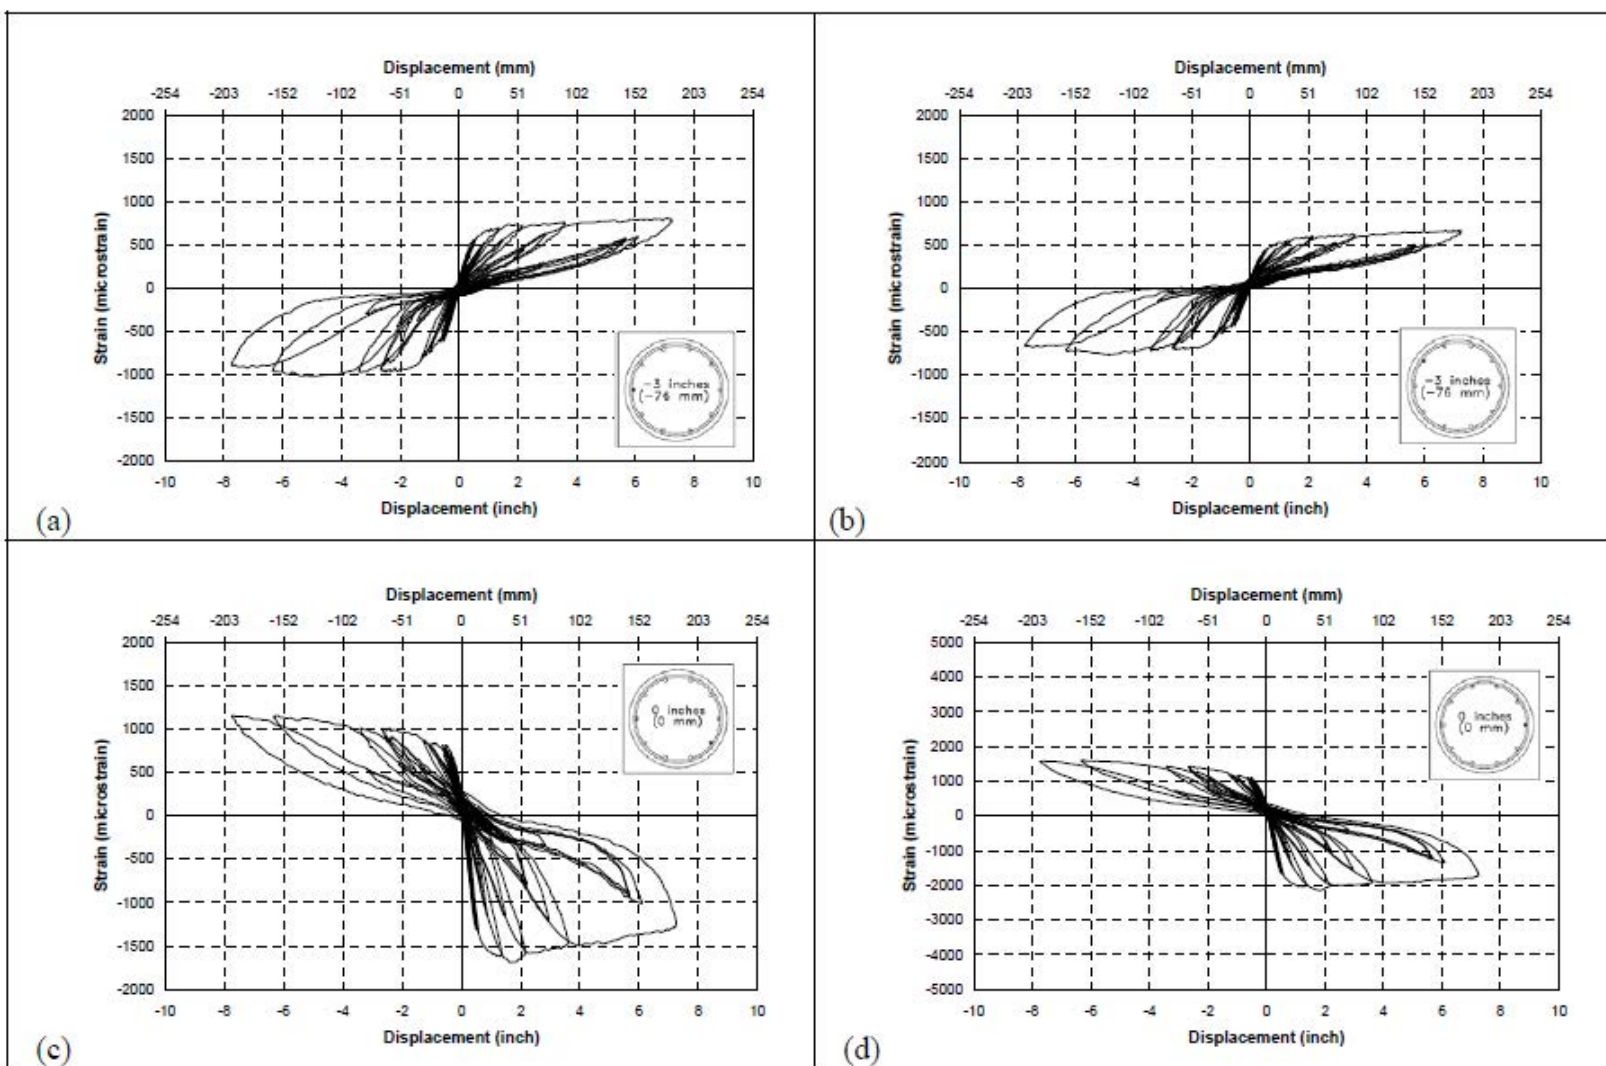 Displacement (mm)
-254 -203 -152 -102 -51 0 51 102 152 203 254
2000
1500
1000
500
0
-500
-1000
-1500
-2000
Strain (microstrain)
-3 inches
(-76 mm)
-10 -8 -6 -4 -2 0 2 4 6 8 10
Displacement (inch)
(a)
Displacement (mm)
-254 -203 -152 -102 -51 0 51 102 152 203 254
2000
1500
1000
500
0
-500
-1000
-1500
-2000
Strain (microstrain)
-3 inches
(-76 mm)
-10 -8 -6 -4 -2 0 2 4 6 8 10
Displacement (inch)
(b)
Displacement (mm)
-254 -203 -152 -102 -51 0 51 102 152 203 254
2000
1500
1000
500
0
-500
-1000
-1500
-2000
Strain (microstrain)
0 inches
(0 mm)
-10 -8 -6 -4 -2 0 2 4 6 8 10
Displacement (inch)
(c)
Displacement (mm)
-254 -203 -152 -102 -51 0 51 102 152 203 254
5000
4000
3000
2000
1000
0
-1000
-2000
-3000
-4000
-5000
Strain (microstrain)
0 inches
(0 mm)
-10 -8 -6 -4 -2 0 2 4 6 8 10
Displacement (inch)
(d)